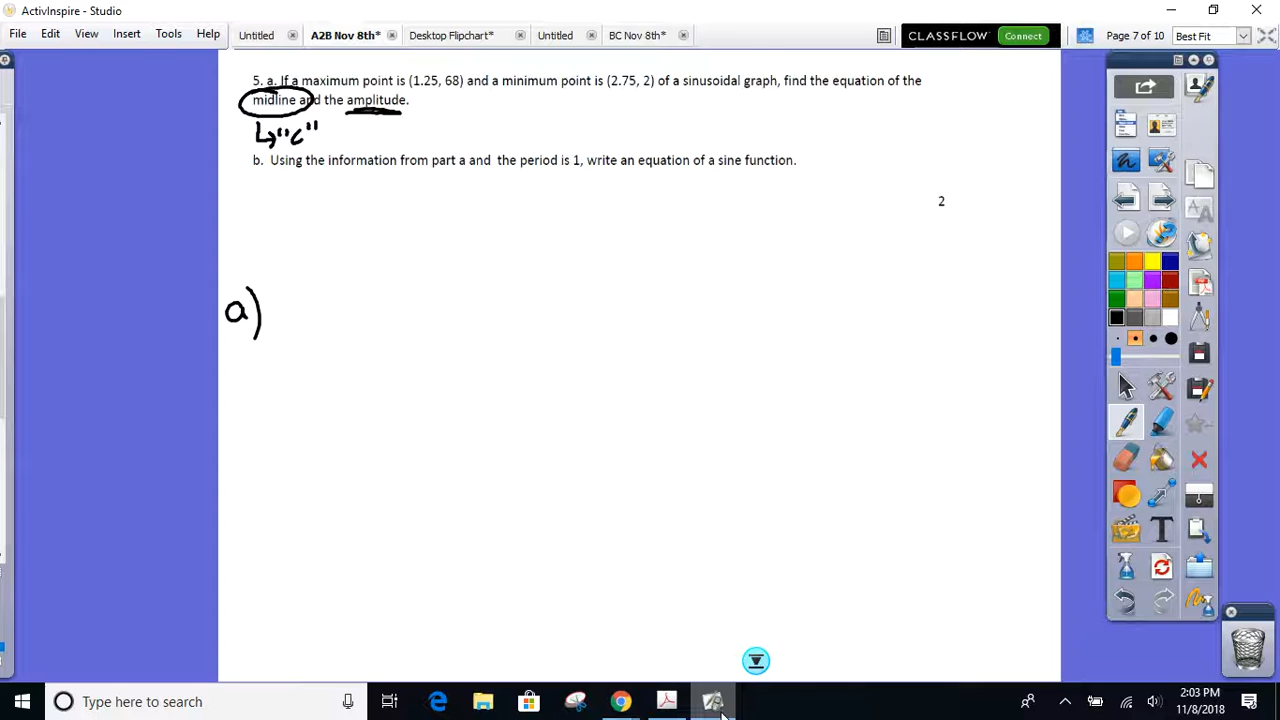 ActivInspire - Studio
File Edit View Insert Tools Help
Untitled A2B Nov 8th* Desktop Flipchart* Untitled BC Nov 8th*
CLASSFLOW Connect
Page 7 of 10 Best Fit
5. a. If a maximum point is (1.25, 68) and a minimum point is (2.75, 2) of a sinusoidal graph, find the equation of the
midline and the amplitude.
"C"
b. Using the information from part a and the period is 1, write an equation of a sine function.
2
a)
Type here to search
2:03 PM
11/8/2018